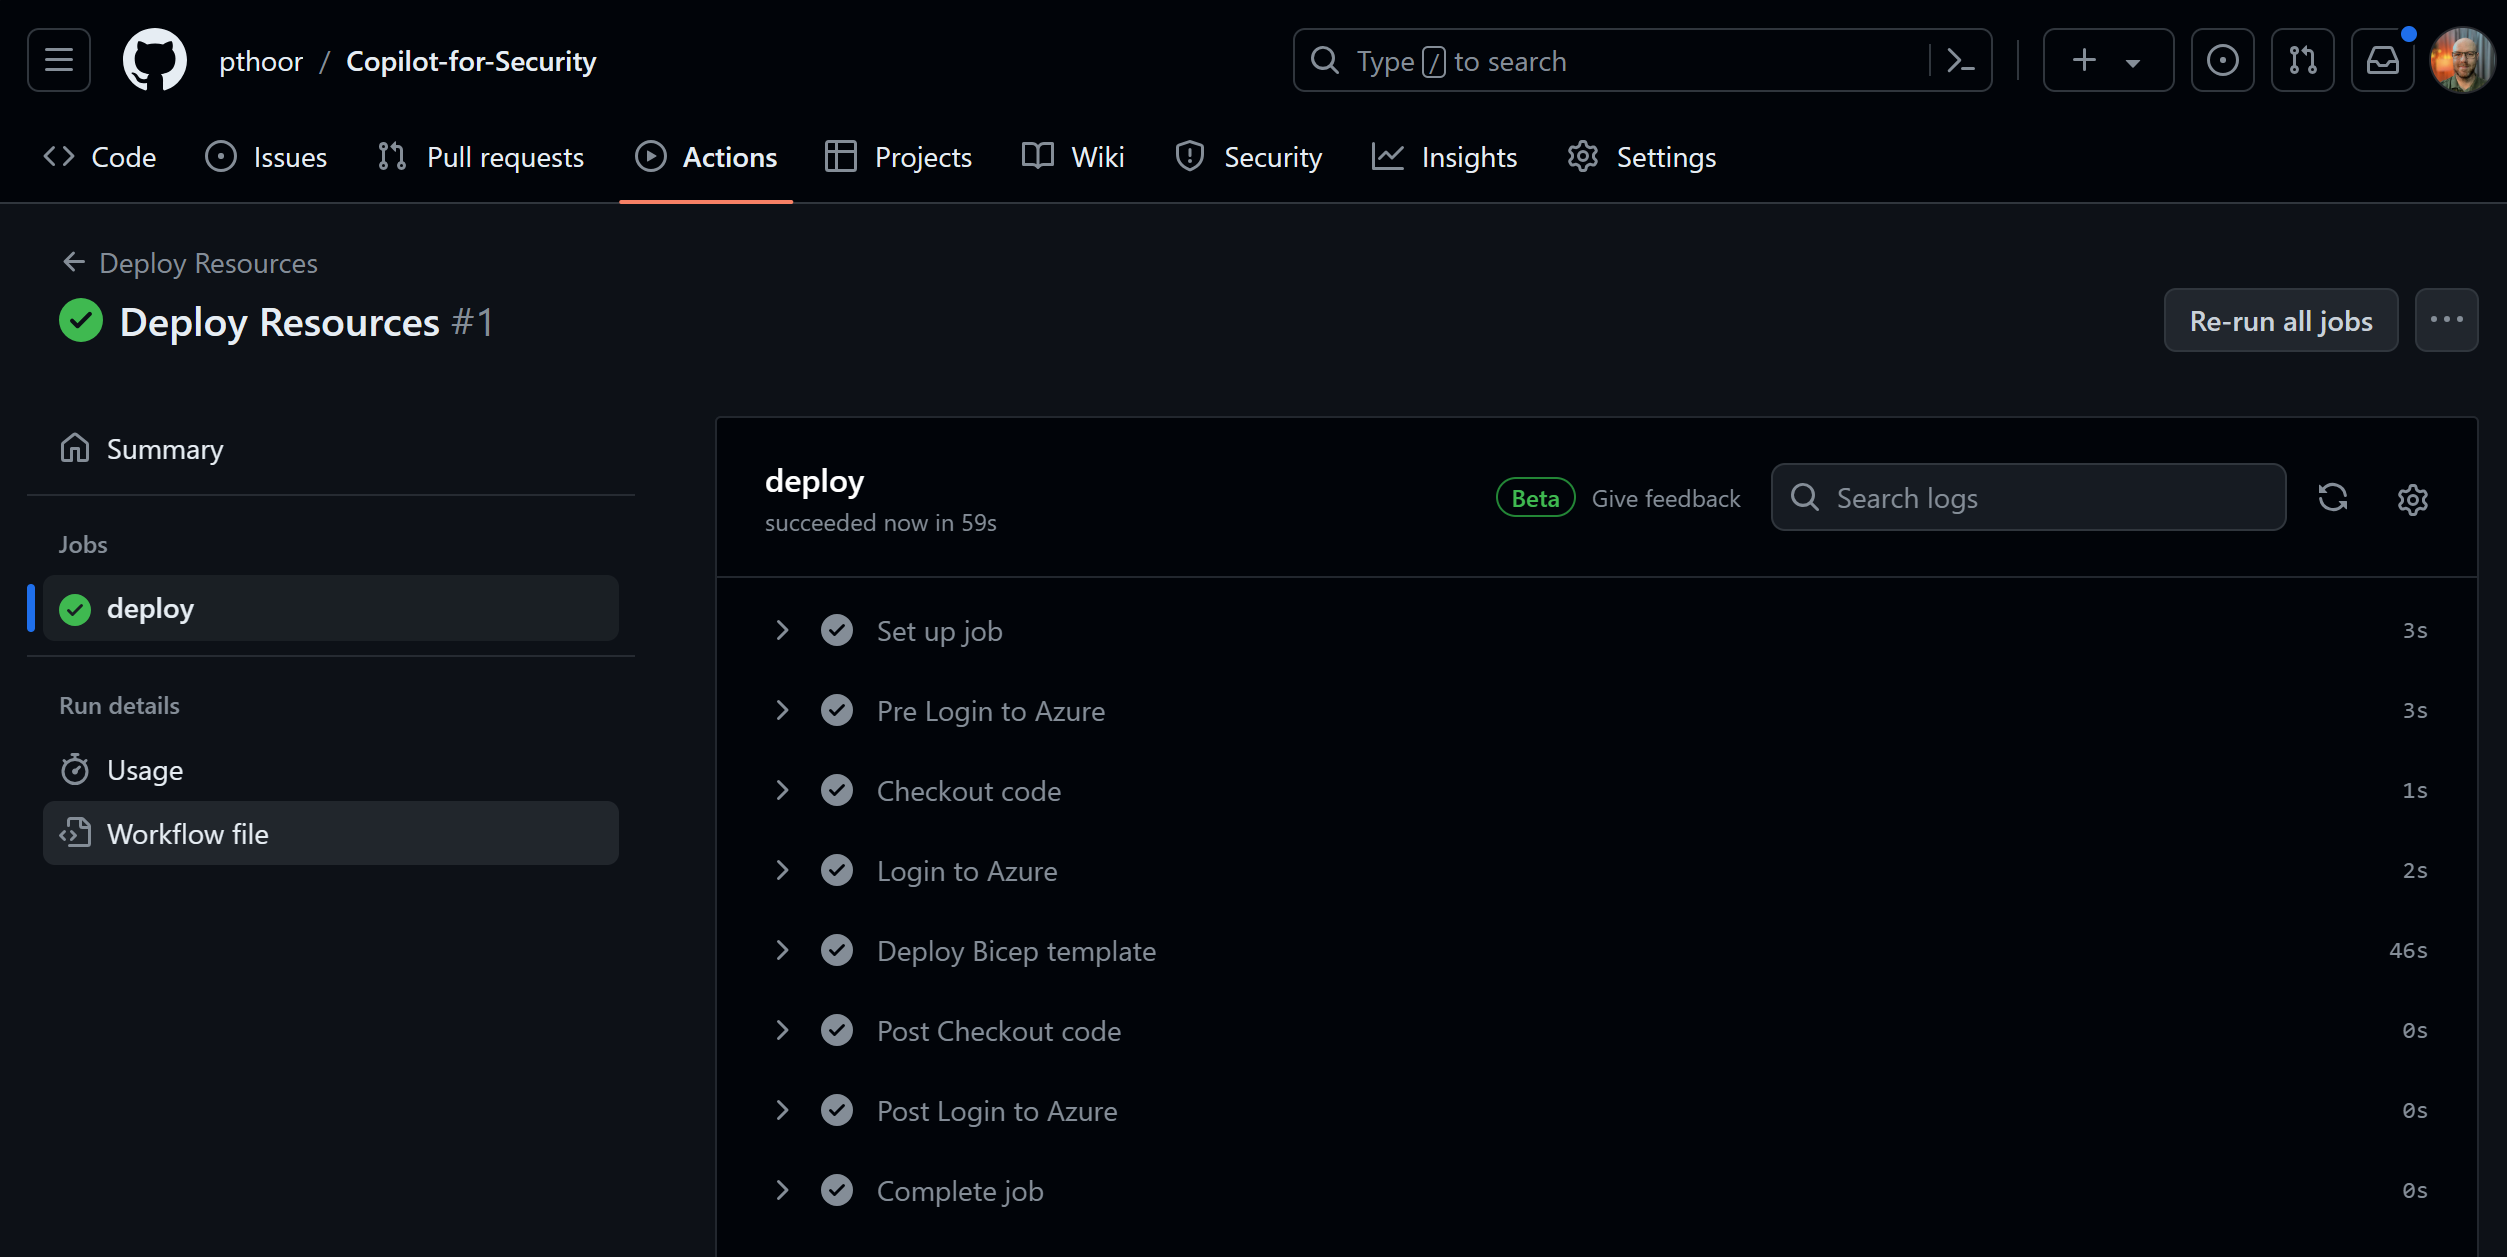 pthoor / Copilot-for-Security
Type / to search
Code Issues Pull requests Actions Projects Wiki Security Insights Settings
Deploy Resources
Deploy Resources #1
Re-run all jobs
Summary
Jobs
deploy
Run details
Usage
Workflow file
deploy
succeeded now in 59s
Beta Give feedback
Search logs
Set up job 3s
Pre Login to Azure 3s
Checkout code 1s
Login to Azure 2s
Deploy Bicep template 46s
Post Checkout code 0s
Post Login to Azure 0s
Complete job 0s